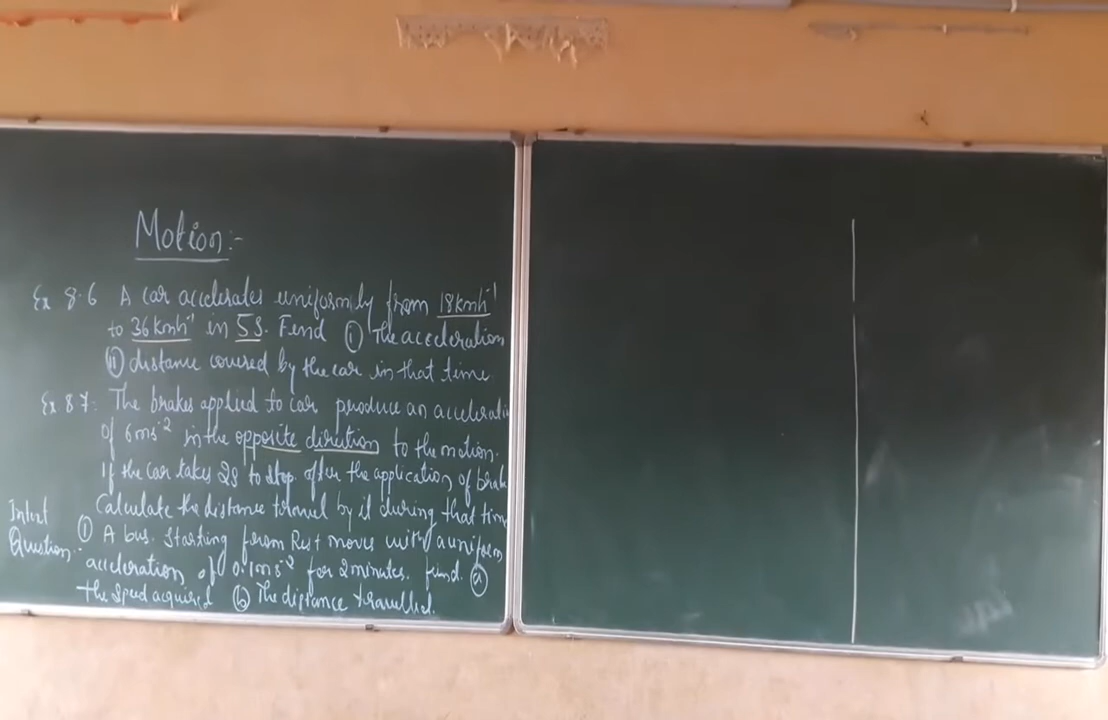 Motion:-
Ex 8.6 A car accelerates uniformly from 18kmh⁻¹
to 36kmh⁻¹ in 5s. Find (i) The acceleration
(ii) distance covered by the car in that time.
Ex 8.7: The brakes applied to car produce an accelerati
of 6ms⁻² in the opposite direction to the motion.
If the car takes 2s to stop after the application of brake
Calculate the distance travel by it during that time
Intext
Question:- (1) A bus. Starting from Rest moves with a uniform
acceleration of 0.1ms⁻² for 2minutes. find. (a)
the speed acquired (b) The distance travelled.